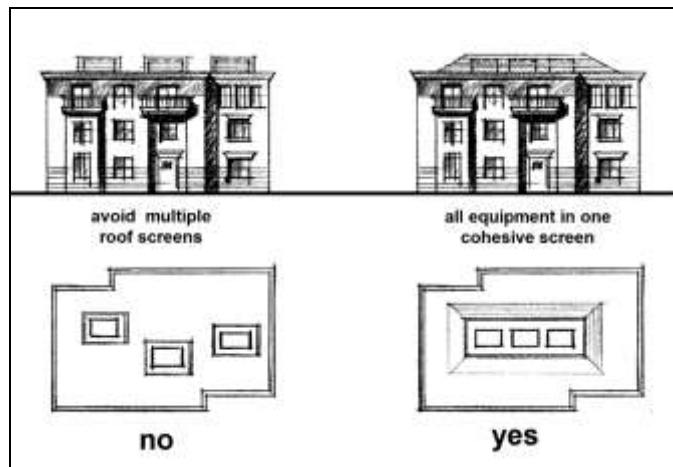 avoid multiple
roof screens
all equipment in one
cohesive screen
no
yes